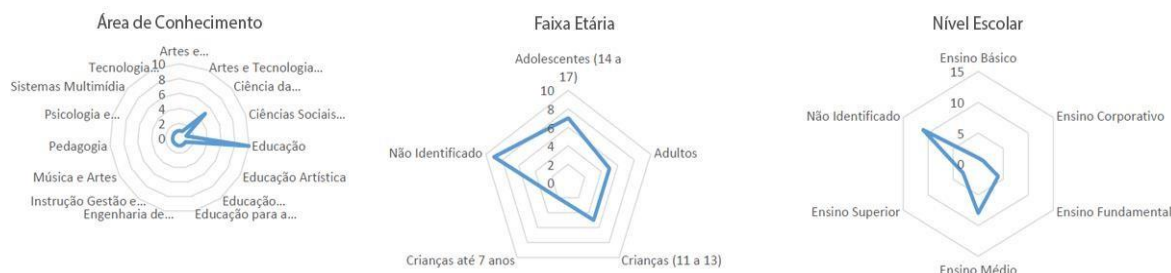 Área de Conhecimento
Artes e...
10
Tecnologia...
Artes e Tecnologia...
8
Sistemas Multimídia
Ciência da...
6
4
Psicologia e...
Ciências Sociais...
2
Pedagogia
0
Educação
Música e Artes
Educação Artística
Instrução Gestão e...
Educação...
Engenharia de...
Educação para a...
Faixa Etária
Adolescentes (14 a
17)
10
8
6
4
2
0
Não Identificado
Adultos
Crianças até 7 anos
Crianças (11 a 13)
Nível Escolar
Ensino Básico
15
10
5
0
Não Identificado
Ensino Corporativo
Ensino Superior
Ensino Fundamental
Ensino Médio